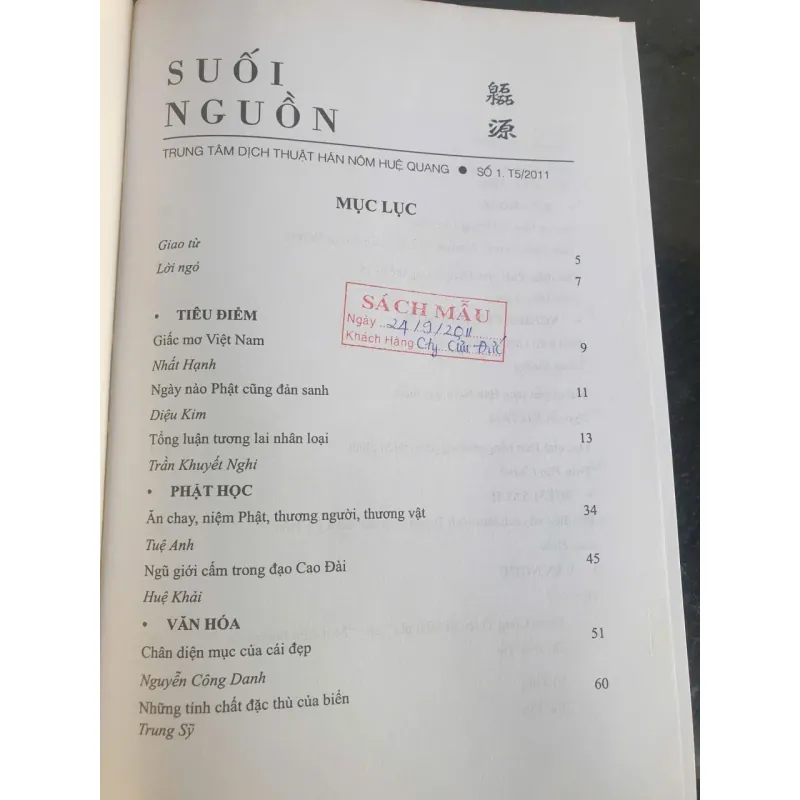 SUỐI
NGUỒN
源
TRUNG TÂM DỊCH THUẬT HÁN NÔM HUỆ QUANG ● SỐ 1. T5/2011
MỤC LỤC
Giao từ 5
Lời ngỏ 7
SÁCH MẪU
Ngày ..24/9/2011
Khách Hàng Cty...Cửu Đức
• TIÊU ĐIỂM
Giấc mơ Việt Nam 9
Nhất Hạnh
Ngày nào Phật cũng đản sanh 11
Diệu Kim
Tổng luận tương lai nhân loại 13
Trần Khuyết Nghi
• PHẬT HỌC
Ăn chay, niệm Phật, thương người, thương vật 34
Tuệ Anh
Ngũ giới cấm trong đạo Cao Đài 45
Huệ Khải
• VĂN HÓA
Chân diện mục của cái đẹp 51
Nguyễn Công Danh
Những tính chất đặc thù của biển 60
Trung Sỹ